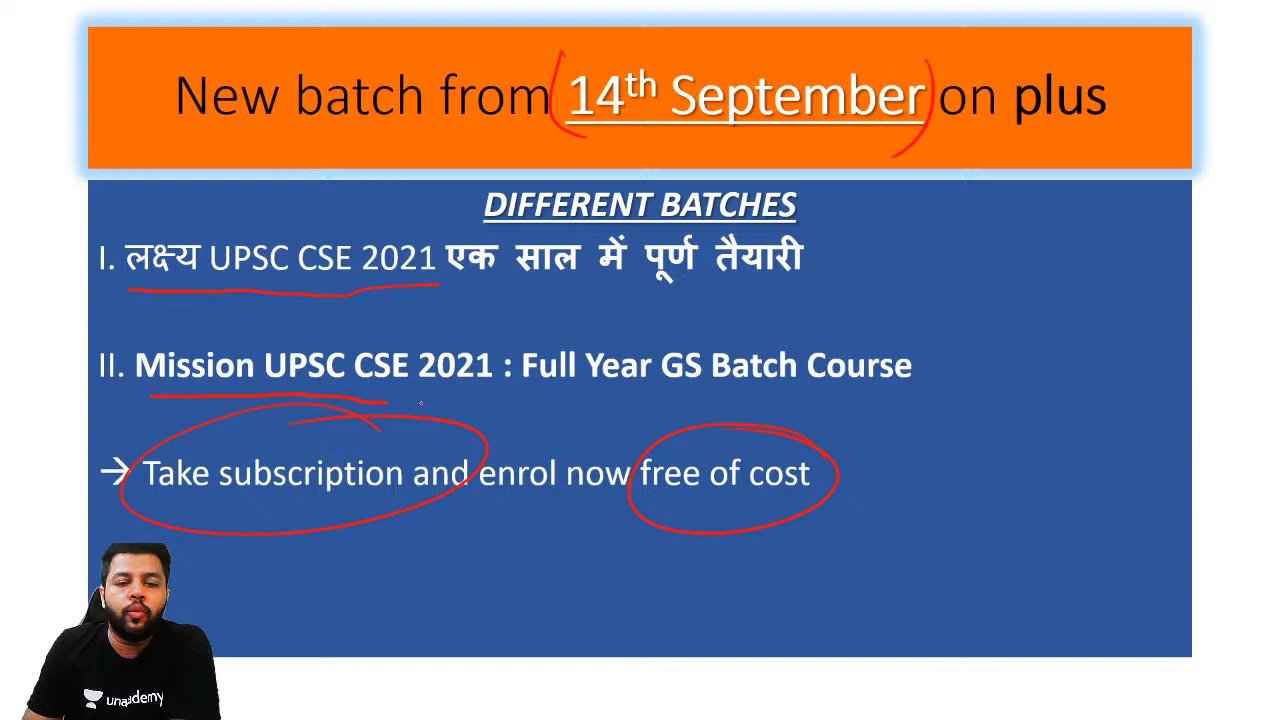 New batch from 14th September on plus
DIFFERENT BATCHES
I. लक्ष्य UPSC CSE 2021 एक साल में पूर्ण तैयारी
II. Mission UPSC CSE 2021 : Full Year GS Batch Course
→ Take subscription and enrol now free of cost
unacademy